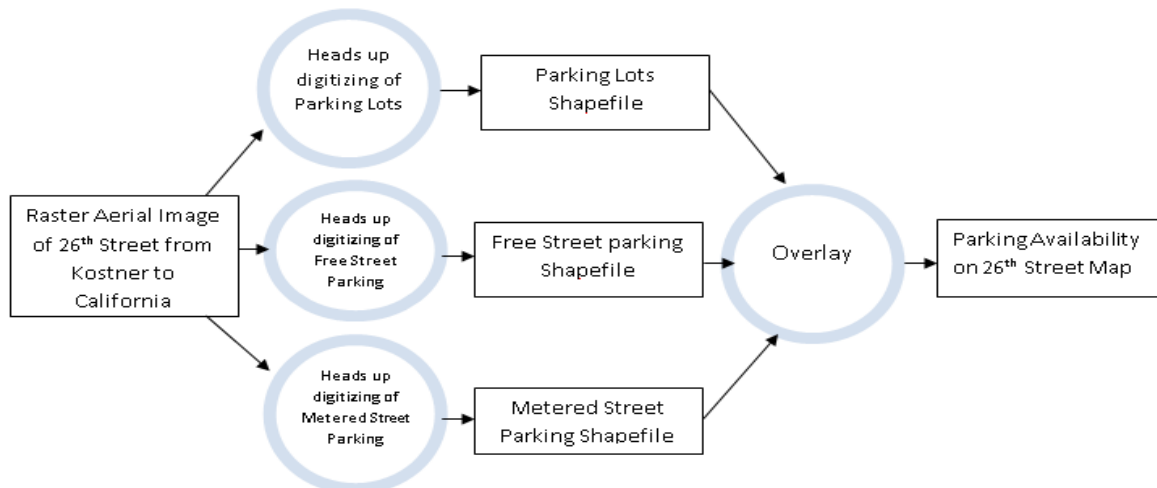 Heads up
digitizing of
Parking Lots
Parking Lots
Shapefile
Raster Aerial Image
of 26th Street from
Kostner to
California
Heads up
digitizing of
Free Street
Parking
Free Street parking
Shapefile
Overlay
Parking Availability
on 26th Street Map
Heads up
digitizing of
Metered Street
Parking
Metered Street
Parking Shapefile